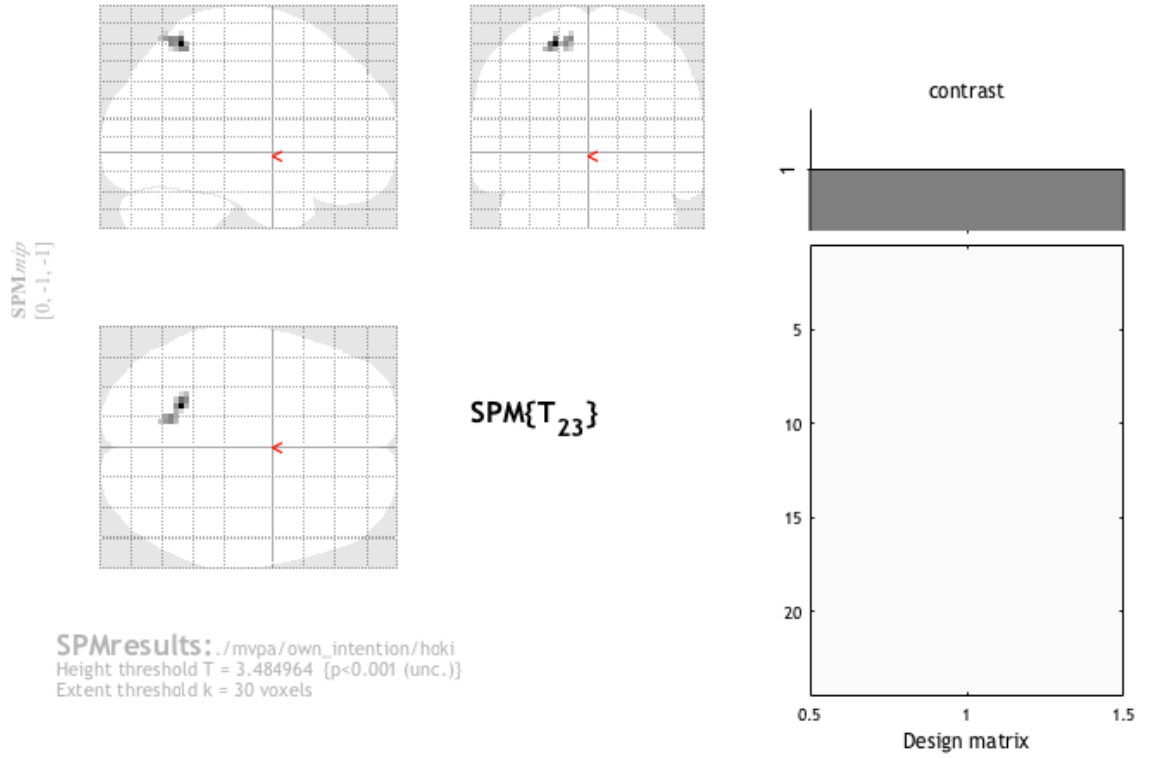 contrast
1
SPMmip
[0, -1, -1]
<
<
<
SPM{T23}
5
10
15
20
0.5 1 1.5
Design matrix
SPMresults: ./mvpa/own_intention/haki
Height threshold T = 3.484964 {p<0.001 (unc.)}
Extent threshold k = 30 voxels